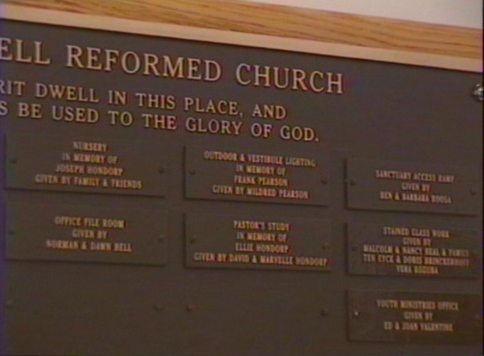 ELL REFORMED CHURCH
RIT DWELL IN THIS PLACE, AND
S BE USED TO THE GLORY OF GOD.
NURSERY
IN MEMORY OF
JOSEPH HONDORP
GIVEN BY FAMILY & FRIENDS
OUTDOOR & VESTIBULE LIGHTING
IN MEMORY OF
FRANK PEARSON
GIVEN BY MILDRED PEARSON
SANCTUARY ACCESS RAMP
GIVEN BY
BEN & BARBARA ROOSA
OFFICE FILE ROOM
GIVEN BY
NORMAN & DAWN BELL
PASTOR'S STUDY
IN MEMORY OF
ELLIE HONDORP
GIVEN BY DAVID & MARVELLE HONDORP
STAINED GLASS WORK
GIVEN BY
MALCOLM & NANCY NEAL & FAMILY
TEN EYCK & DORIS BRINCKERHOFF
VERA
YOUTH MINISTRIES OFFICE
GIVEN BY
ED & JOAN VALENTINE